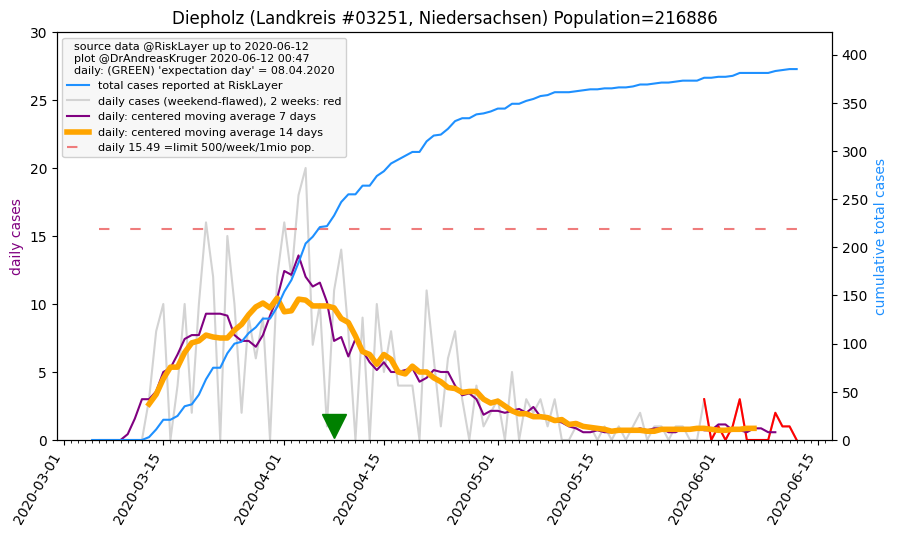 Diepholz (Landkreis #03251, Niedersachsen) Population=216886
source data @RiskLayer up to 2020-06-12
plot @DrAndreasKruger 2020-06-12 00:47
daily: (GREEN) 'expectation day' = 08.04.2020
total cases reported at RiskLayer
daily cases (weekend-flawed), 2 weeks: red
daily: centered moving average 7 days
daily: centered moving average 14 days
daily 15.49 =limit 500/week/1mio pop.
daily cases
30
25
20
15
10
5
0
cumulative total cases
400
350
300
250
200
150
100
50
0
2020-03-01
2020-03-15
2020-04-01
2020-04-15
2020-05-01
2020-05-15
2020-06-01
2020-06-15